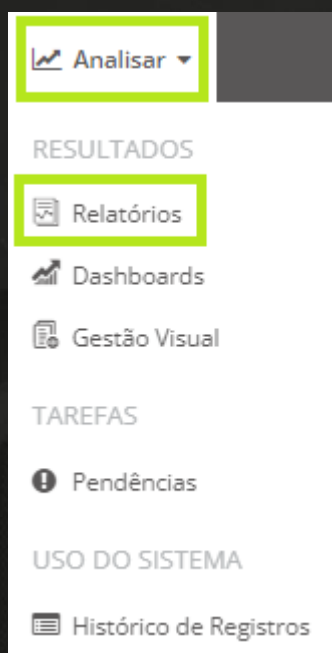 Analisar
RESULTADOS
Relatórios
Dashboards
Gestão Visual
TAREFAS
Pendências
USO DO SISTEMA
Histórico de Registros